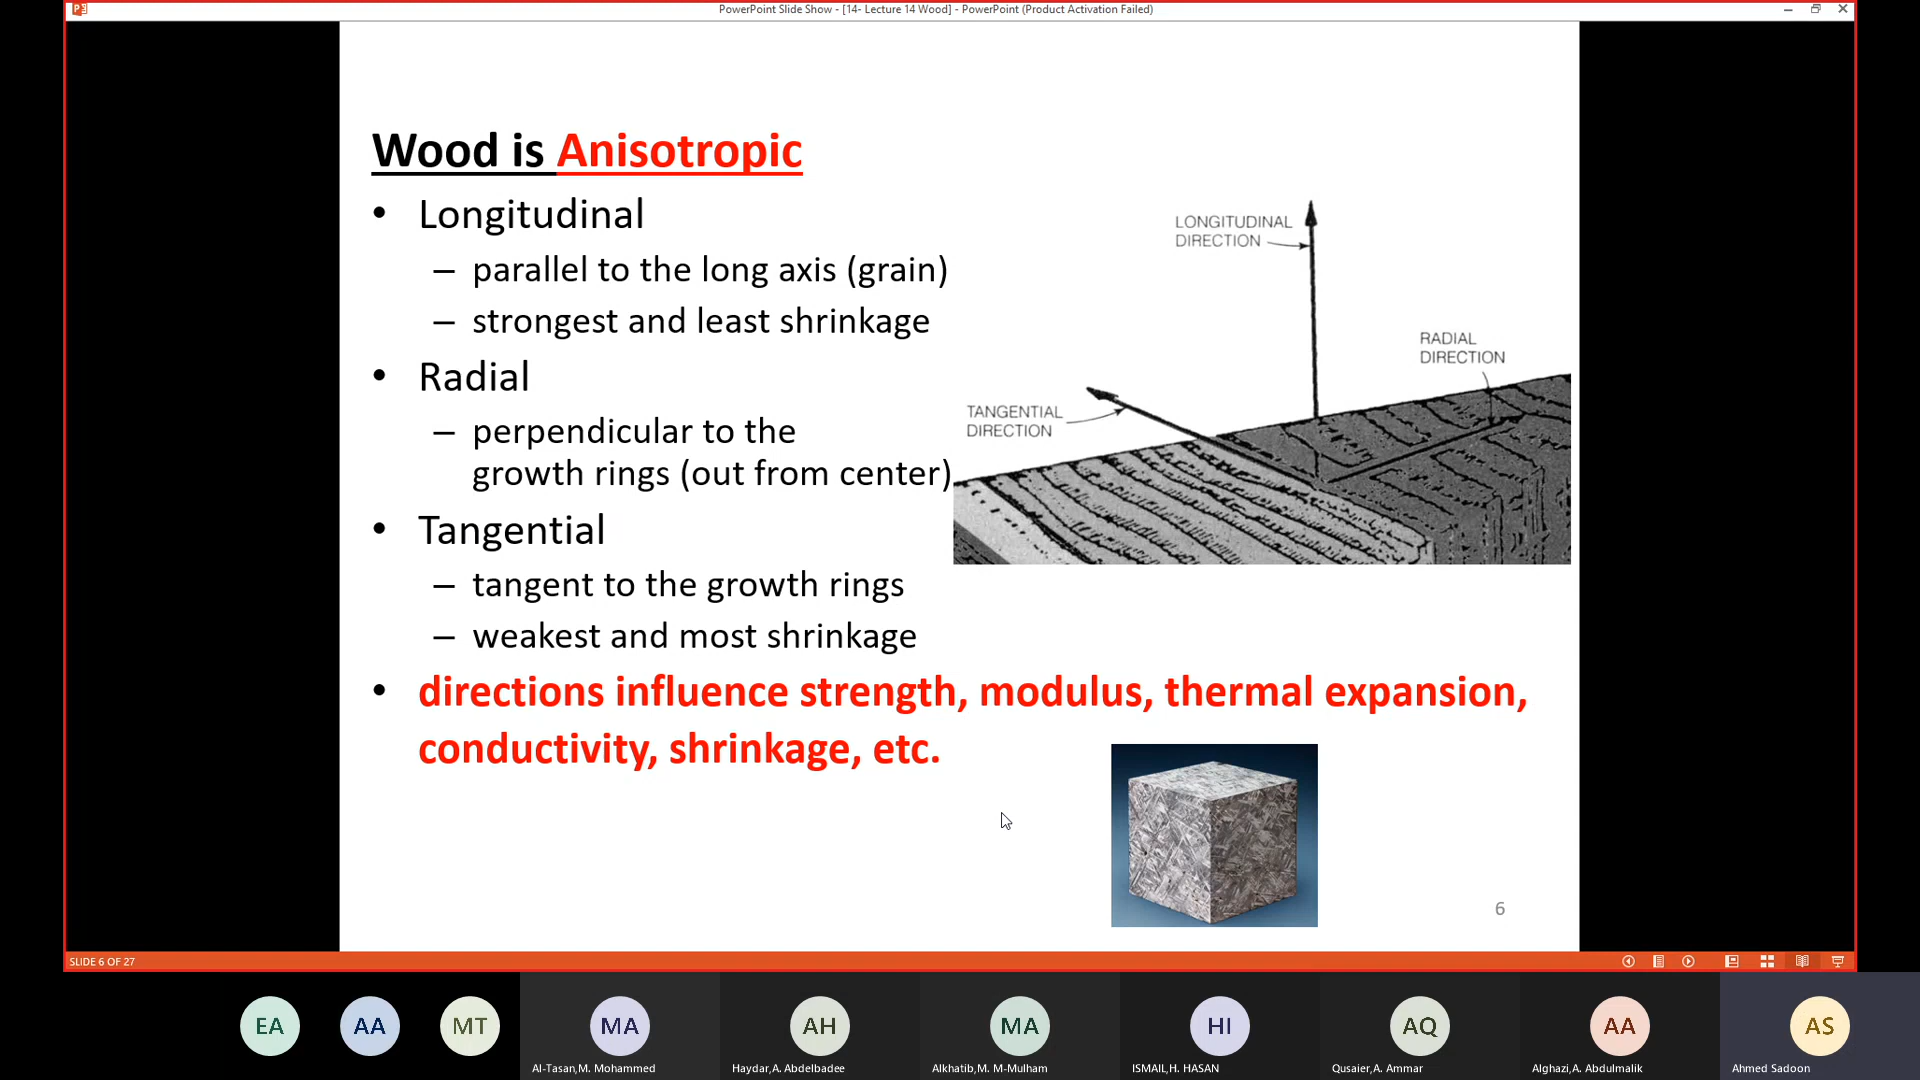 PowerPoint Slide Show - [14- Lecture 14 Wood] - PowerPoint (Product Activation Failed)
Wood is Anisotropic
• Longitudinal
– parallel to the long axis (grain)
– strongest and least shrinkage
• Radial
– perpendicular to the
growth rings (out from center)
• Tangential
– tangent to the growth rings
– weakest and most shrinkage
• directions influence strength, modulus, thermal expansion,
conductivity, shrinkage, etc.
LONGITUDINAL
DIRECTION
RADIAL
DIRECTION
TANGENTIAL
DIRECTION
6
SLIDE 6 OF 27
EA
AA
MT
MA
AH
MA
HI
AQ
AA
AS
Al-Tasan,M. Mohammed
Haydar,A. Abdelbadee
Alkhatib,M. M-Mulham
ISMAIL,H. HASAN
Qusaier,A. Ammar
Alghazi,A. Abdulmalik
Ahmed Sadoon